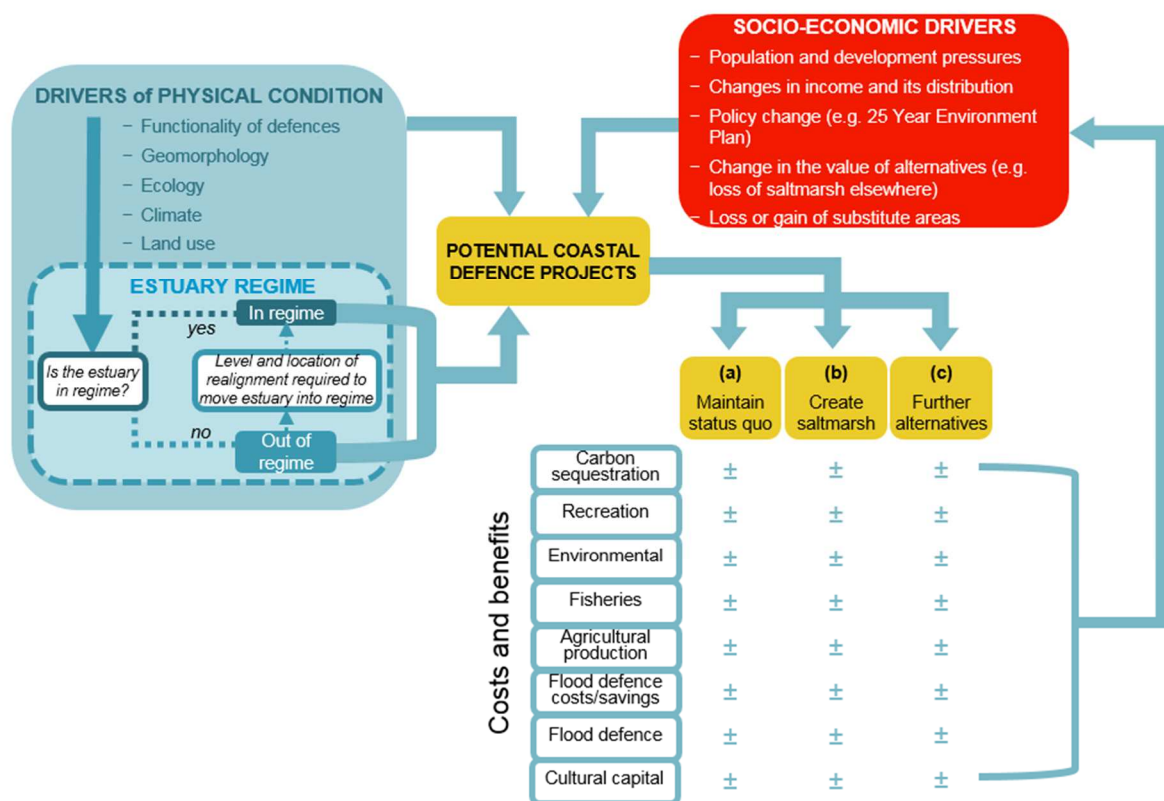 SOCIO-ECONOMIC DRIVERS
– Population and development pressures
– Changes in income and its distribution
– Policy change (e.g. 25 Year Environment
Plan)
– Change in the value of alternatives (e.g.
loss of saltmarsh elsewhere)
– Loss or gain of substitute areas
DRIVERS of PHYSICAL CONDITION
– Functionality of defences
– Geomorphology
– Ecology
– Climate
– Land use
ESTUARY REGIME
In regime
yes
Is the estuary
in regime?
Level and location of
realignment required to
move estuary into regime
no
Out of
regime
POTENTIAL COASTAL
DEFENCE PROJECTS
(a)
Maintain
status quo
(b)
Create
saltmarsh
(c)
Further
alternatives
Costs and benefits
Carbon
sequestration
± ± ±
Recreation
± ± ±
Environmental
± ± ±
Fisheries
± ± ±
Agricultural
production
± ± ±
Flood defence
costs/savings
± ± ±
Flood defence
± ± ±
Cultural capital
± ± ±